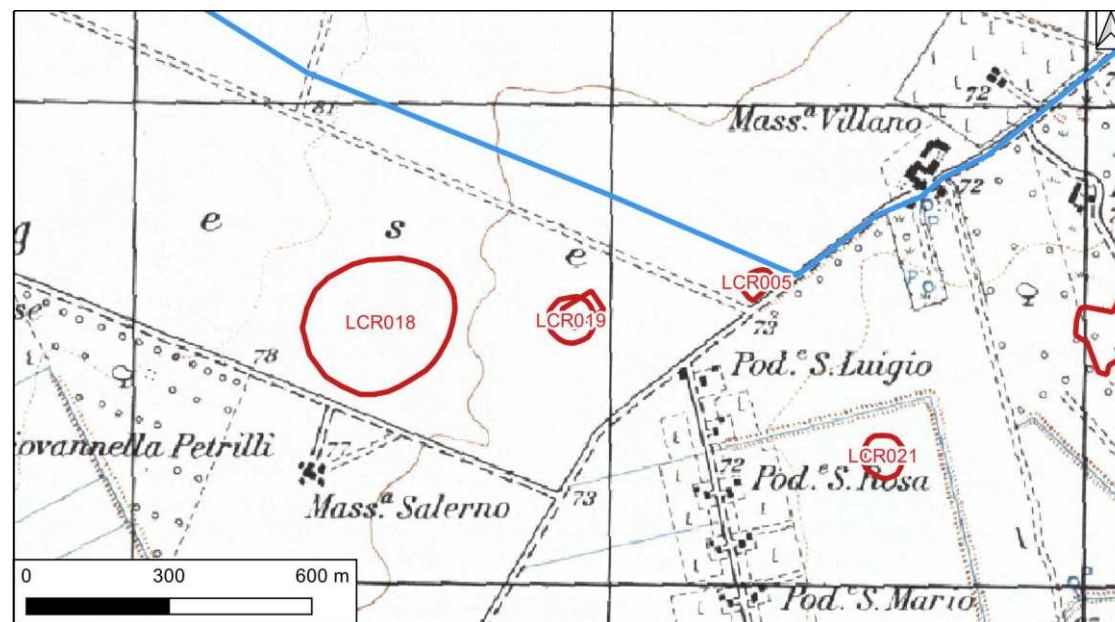 72
Mass.ª Villano
81
72
g e s e
LCR005
LCR018
LCR019
73
78
Pod.ᵉ S. Luigio
Giovannella Petrilli
77
LCR021
72
Pod.ᵉ S. Rosa
Mass.ª Salerno
73
0 300 600 m
Pod.ᵉ S. Mario